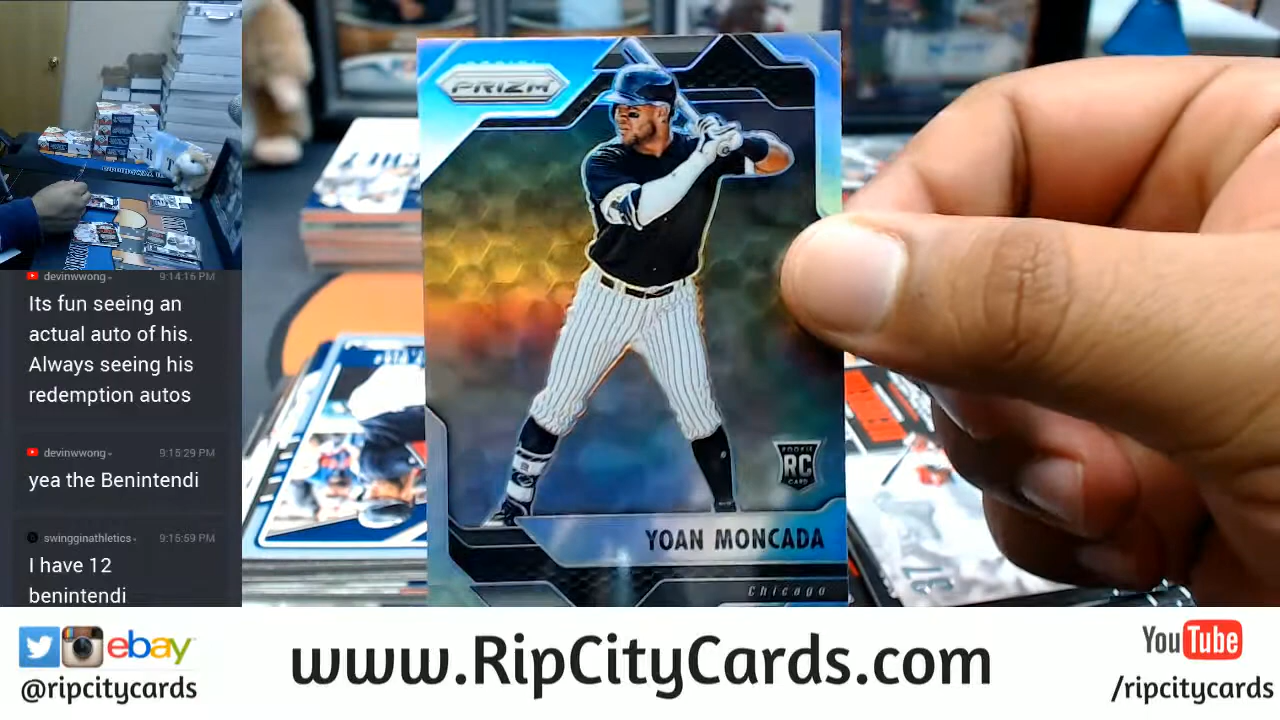 devinwwong
9:14:16 PM
Its fun seeing an
actual auto of his.
Always seeing his
redemption autos
devinwwong
9:15:29 PM
yea the Benintendi
swingginathletics
9:15:59 PM
I have 12
benintendi
PRIZM
ROOKIE
RC
CARD
YOAN MONCADA
Chicago
ebay
@ripcitycards
www.RipCityCards.com
YouTube
/ripcitycards